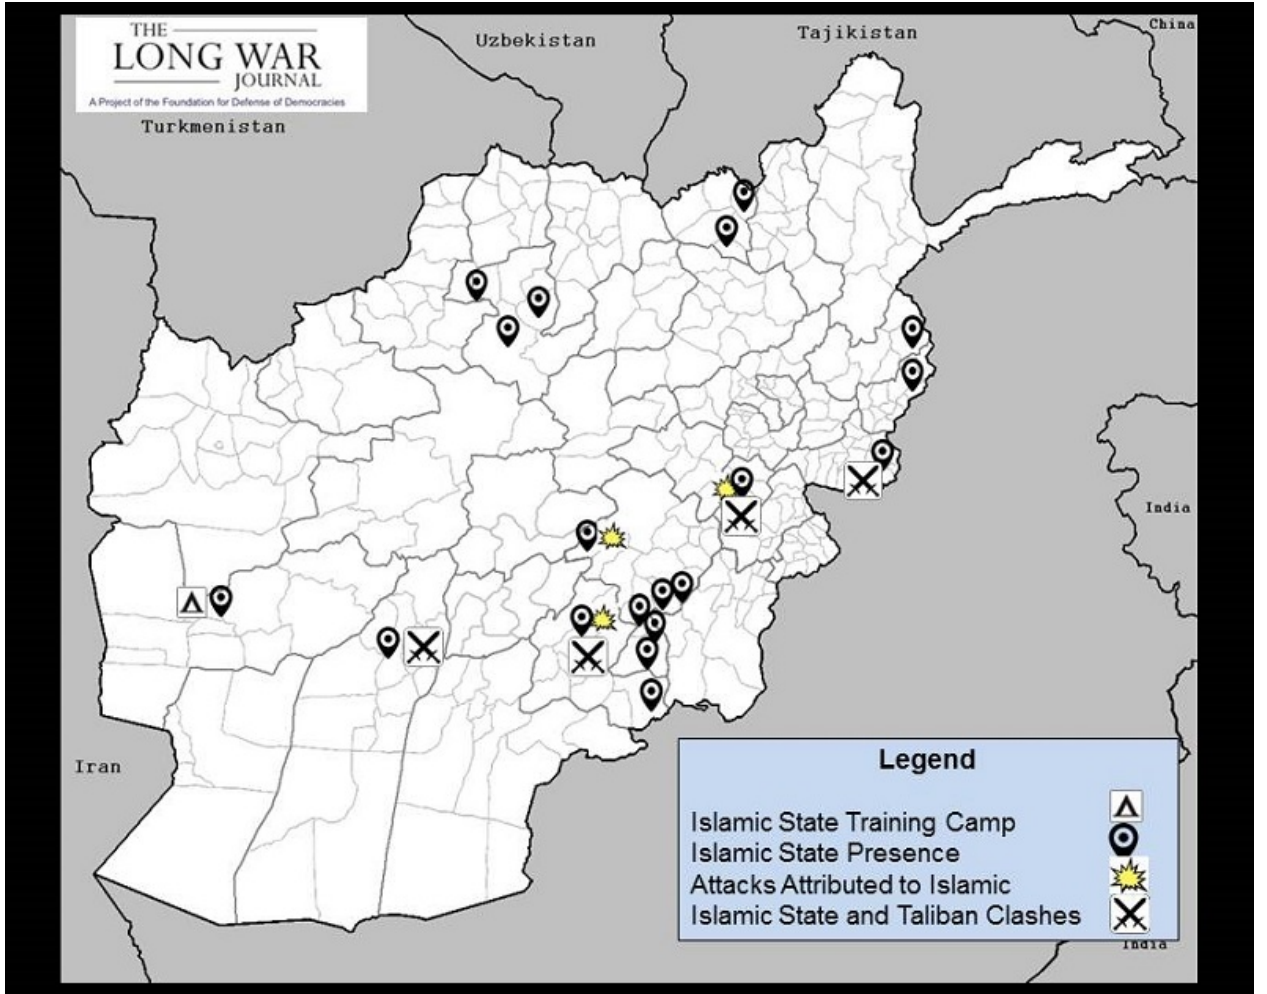 THE
LONG WAR
JOURNAL
A Project of the Foundation for Defense of Democracies
Uzbekistan
Tajikistan
China
Turkmenistan
India
Iran
Legend
Islamic State Training Camp
Islamic State Presence
Attacks Attributed to Islamic
Islamic State and Taliban Clashes
India